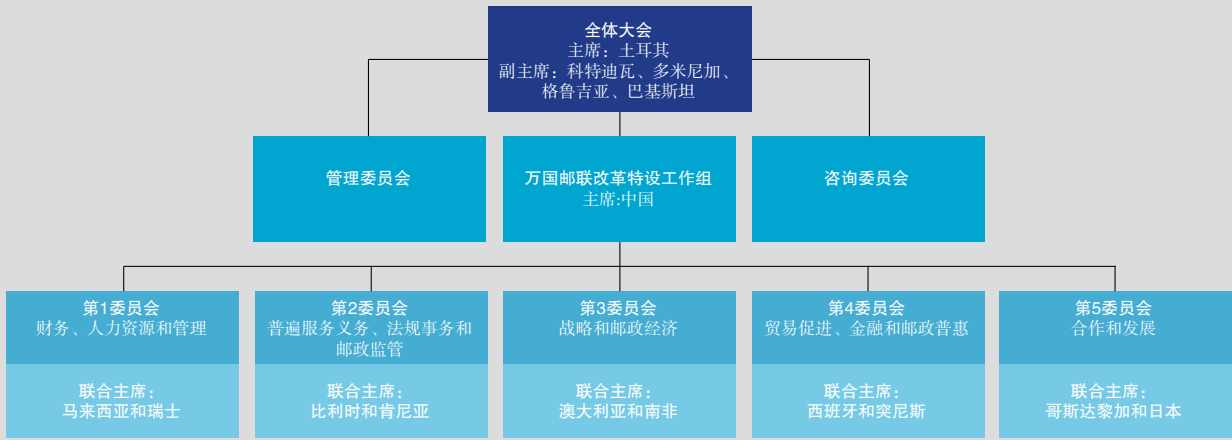 全体大会
主席：土耳其
副主席：科特迪瓦、多米尼加、
格鲁吉亚、巴基斯坦
管理委员会
万国邮联改革特设工作组
主席:中国
咨询委员会
第1委员会
财务、人力资源和管理
联合主席：
马来西亚和瑞士
第2委员会
普遍服务义务、法规事务和
邮政监管
联合主席：
比利时和肯尼亚
第3委员会
战略和邮政经济
联合主席：
澳大利亚和南非
第4委员会
贸易促进、金融和邮政普惠
联合主席：
西班牙和突尼斯
第5委员会
合作和发展
联合主席：
哥斯达黎加和日本